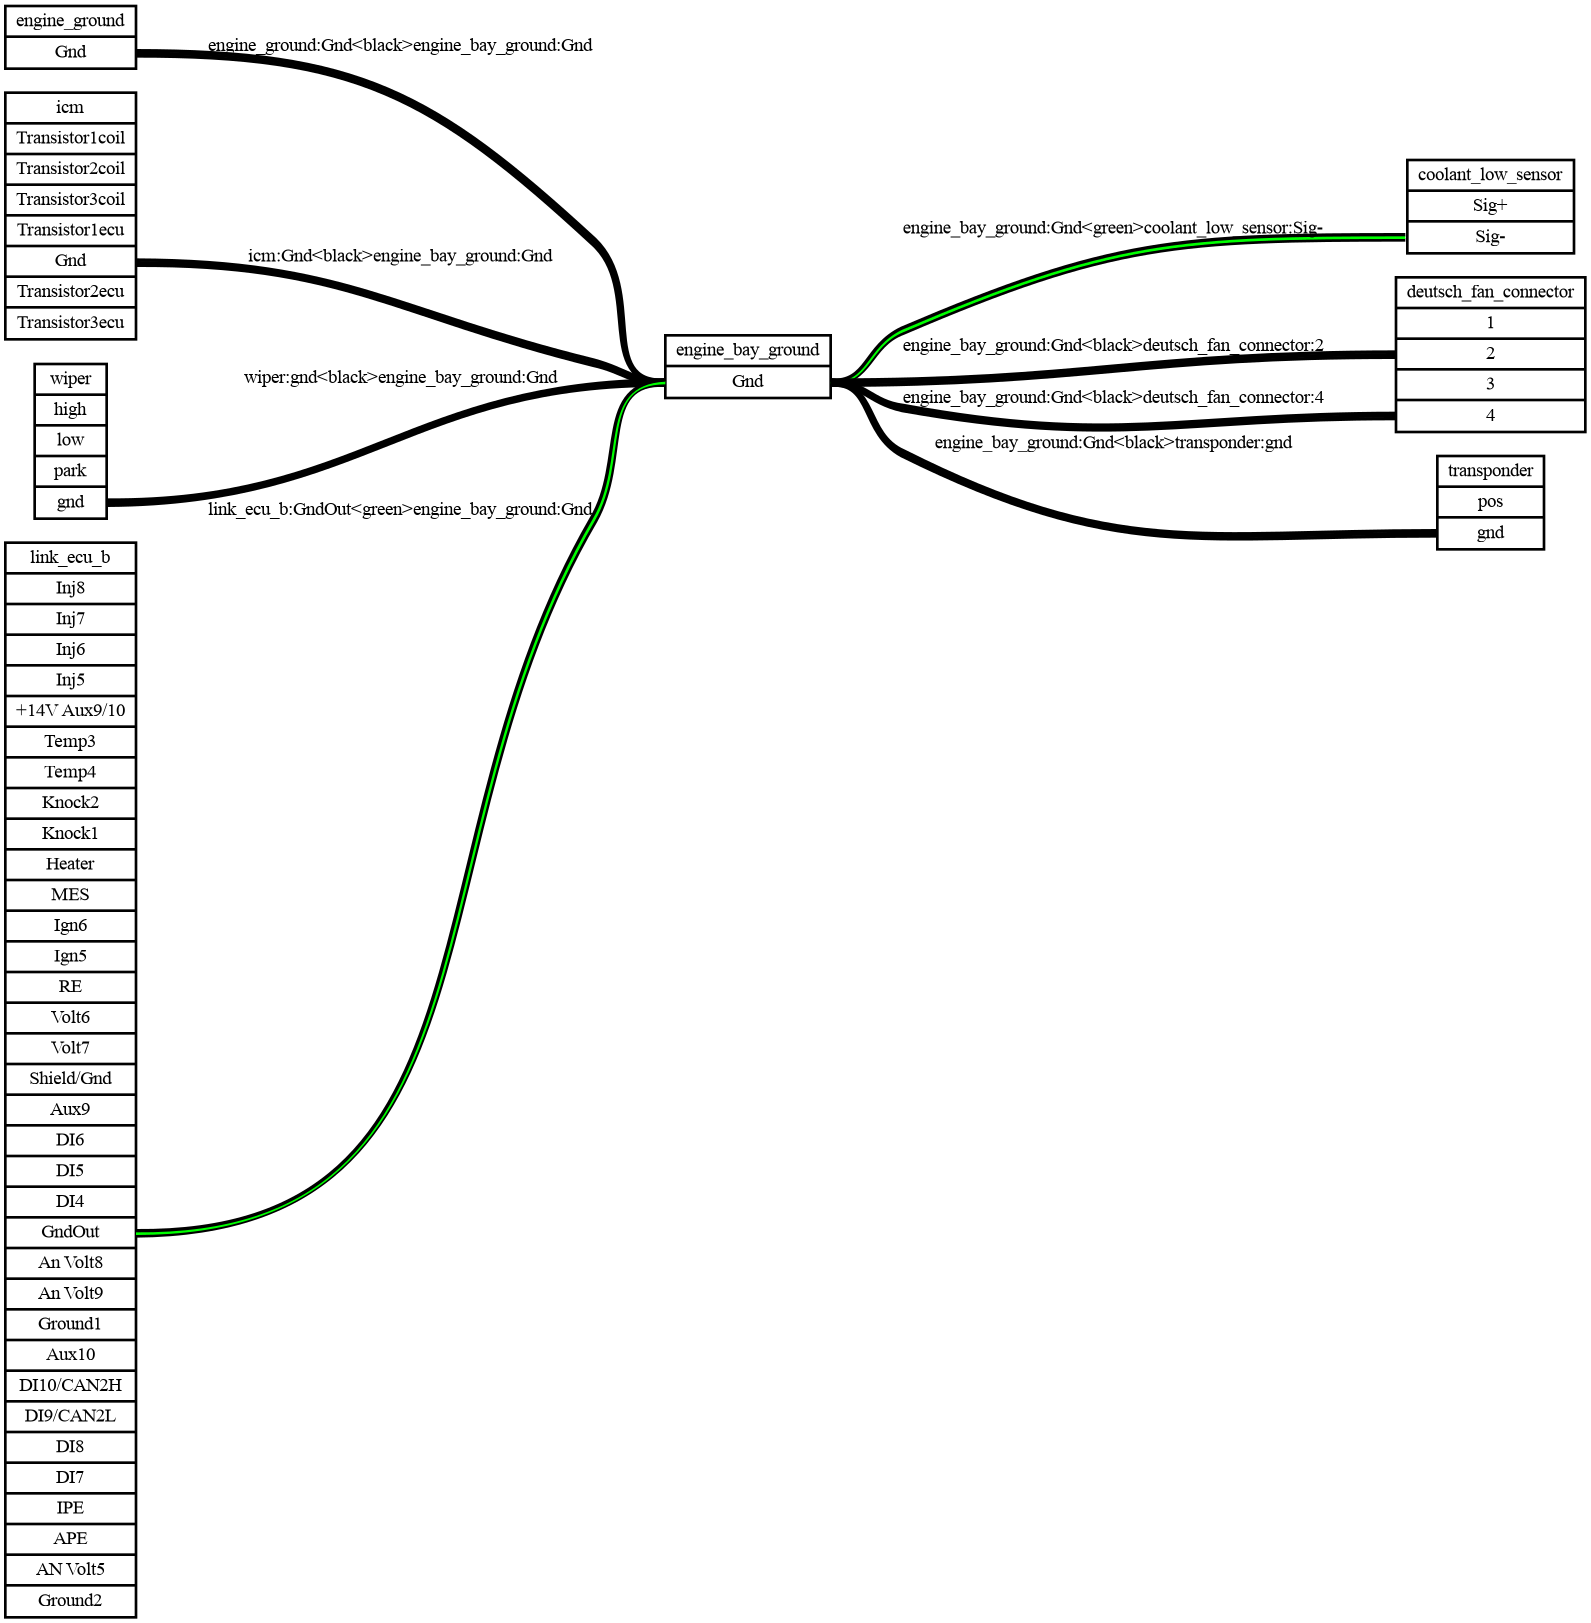 engine_ground
Gnd
engine_ground:Gnd<black>engine_bay_ground:Gnd
icm
Transistor1coil
Transistor2coil
Transistor3coil
Transistor1ecu
Gnd
Transistor2ecu
Transistor3ecu
icm:Gnd<black>engine_bay_ground:Gnd
wiper
high
low
park
gnd
wiper:gnd<black>engine_bay_ground:Gnd
link_ecu_b:GndOut<green>engine_bay_ground:Gnd
link_ecu_b
Inj8
Inj7
Inj6
Inj5
+14V Aux9/10
Temp3
Temp4
Knock2
Knock1
Heater
MES
Ign6
Ign5
RE
Volt6
Volt7
Shield/Gnd
Aux9
DI6
DI5
DI4
GndOut
An Volt8
An Volt9
Ground1
Aux10
DI10/CAN2H
DI9/CAN2L
DI8
DI7
IPE
APE
AN Volt5
Ground2
engine_bay_ground
Gnd
engine_bay_ground:Gnd<green>coolant_low_sensor:Sig-
engine_bay_ground:Gnd<black>deutsch_fan_connector:2
engine_bay_ground:Gnd<black>deutsch_fan_connector:4
engine_bay_ground:Gnd<black>transponder:gnd
coolant_low_sensor
Sig+
Sig-
deutsch_fan_connector
1
2
3
4
transponder
pos
gnd